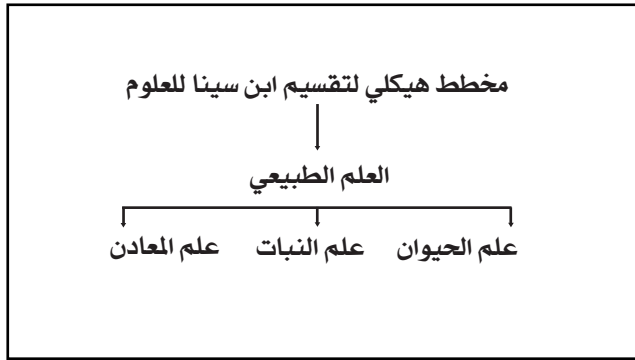 مخطط هيكلي لتقسيم ابن سينا للعلوم
العلم الطبيعي
علم الحيوان علم النبات علم المعادن